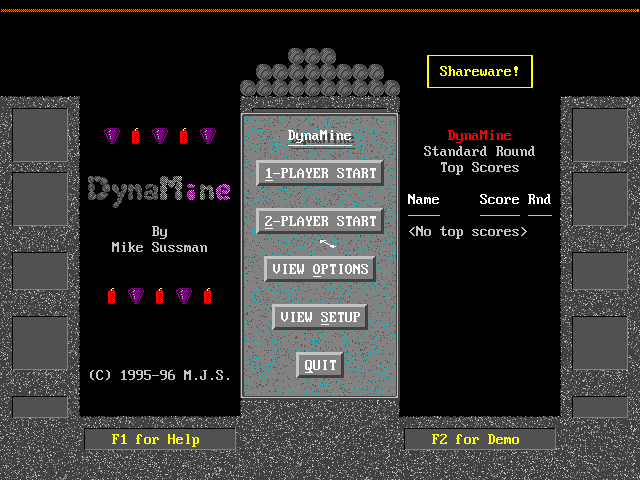 Shareware!
DynaMine
By
Mike Sussman
(C) 1995-96 M.J.S.
F1 for Help
DynaMine
1-PLAYER START
2-PLAYER START
VIEW OPTIONS
VIEW SETUP
QUIT
DynaMine
Standard Round
Top Scores
Name Score Rnd
<No top scores>
F2 for Demo